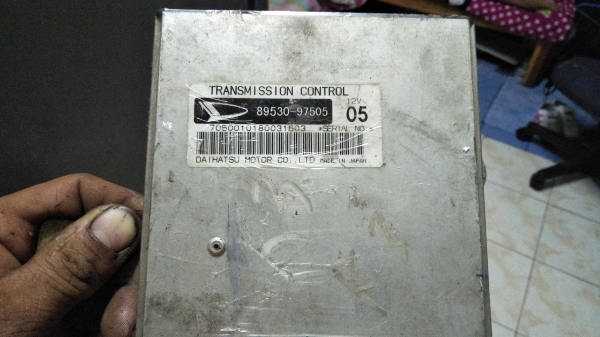 TRANSMISSION CONTROL
12V
89530-97505 05
7050010180031603 *SERIAL NO.*
DAIHATSU MOTOR CO., LTD MADE IN JAPAN